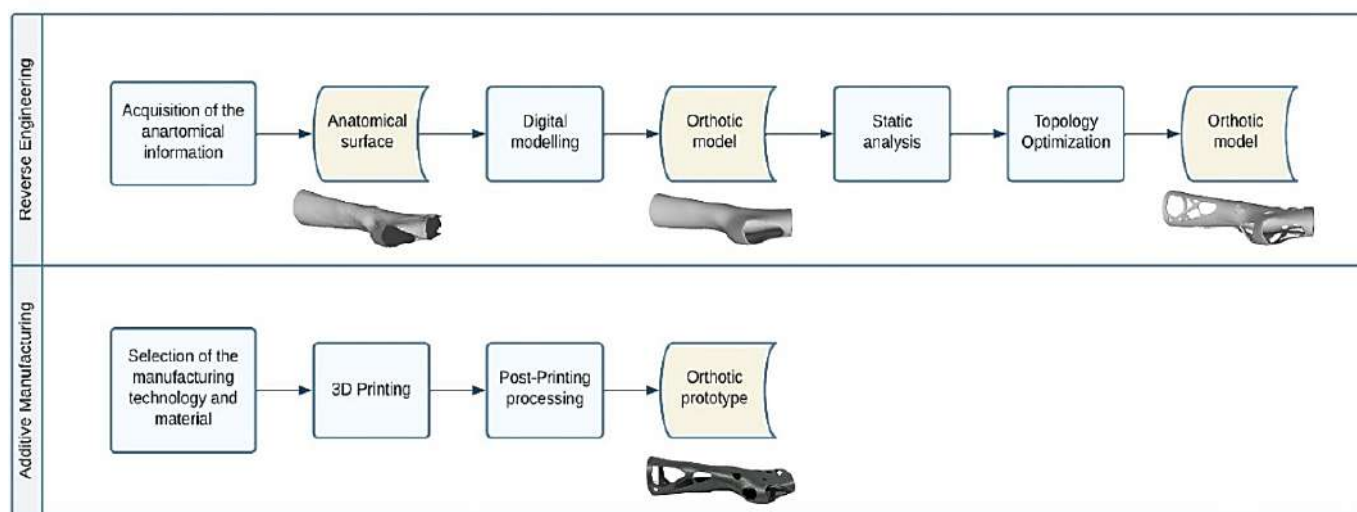 Reverse Engineering
Acquisition of the
anartomical
information
Anatomical
surface
Digital
modelling
Orthotic
model
Static
analysis
Topology
Optimization
Orthotic
model
Additive Manufacturing
Selection of the
manufacturing
technology and
material
3D Printing
Post-Printing
processing
Orthotic
prototype